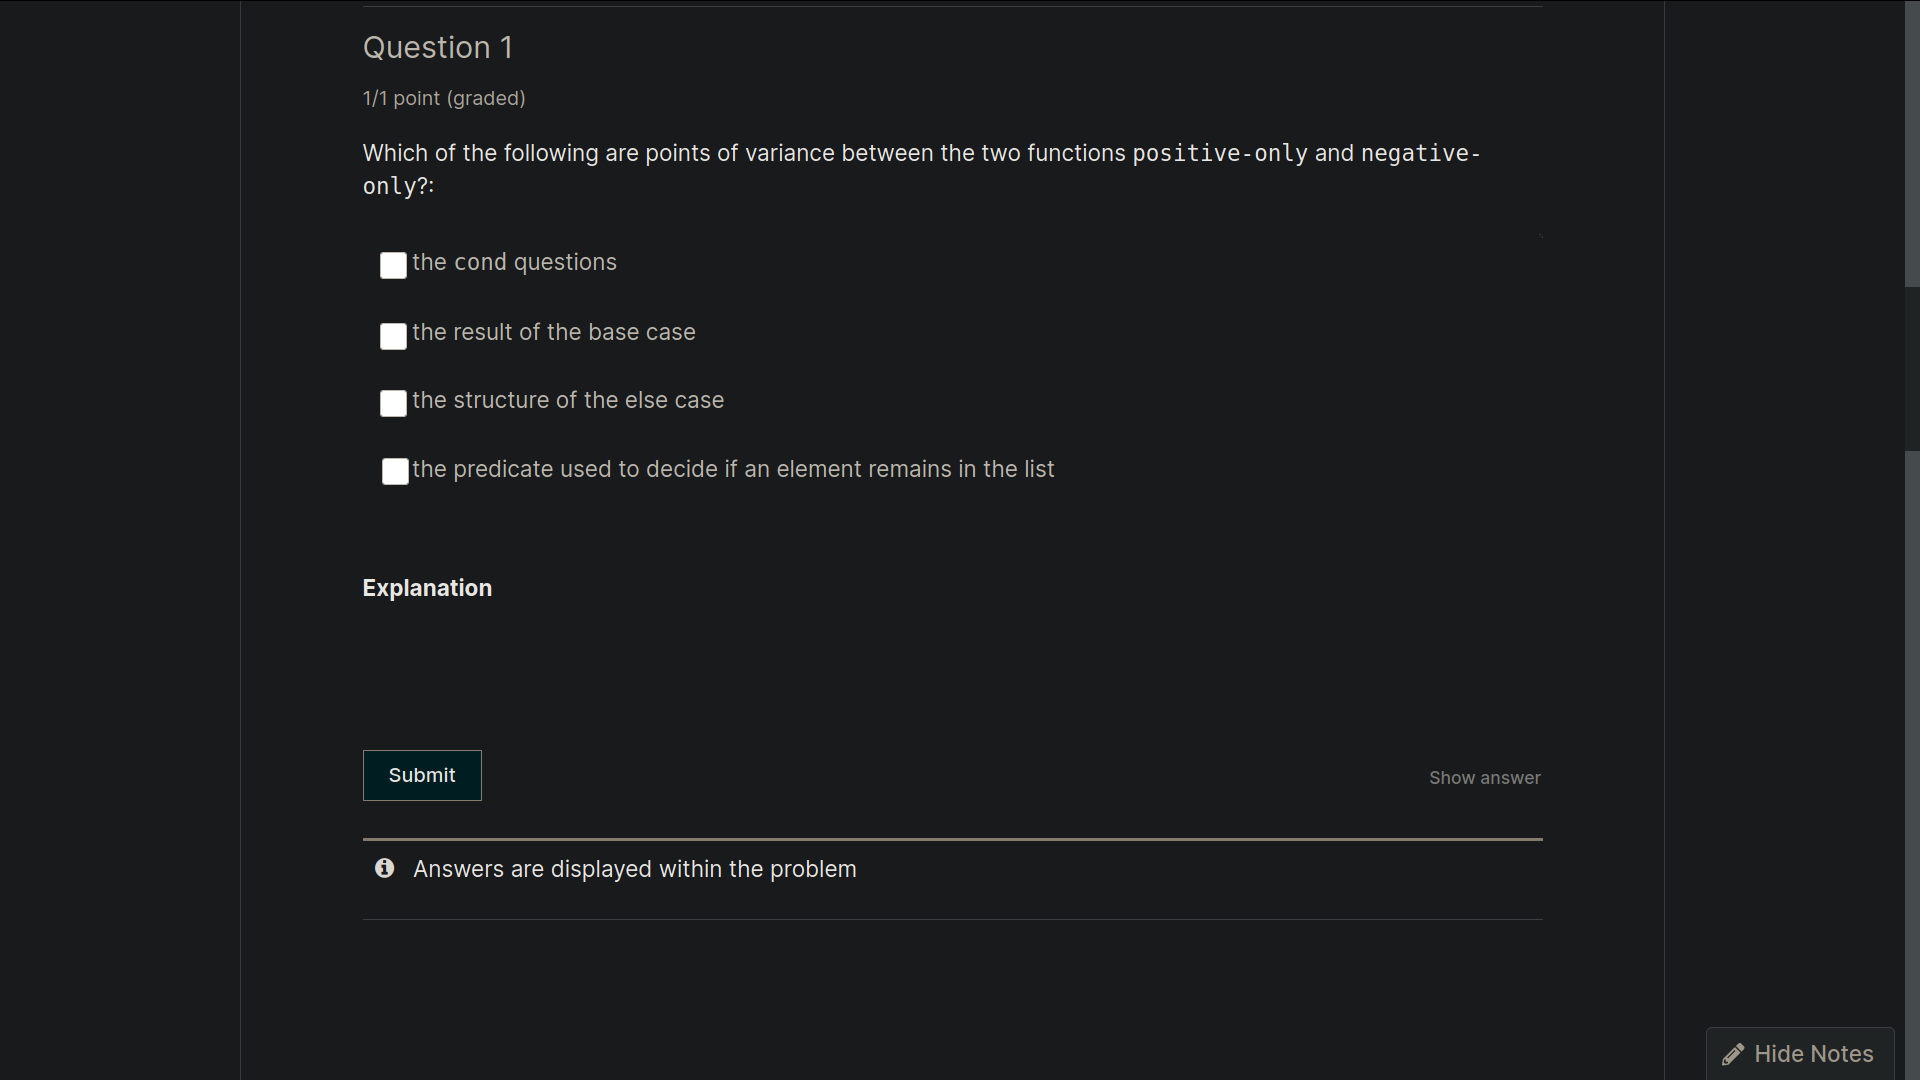 Question 1
1/1 point (graded)
Which of the following are points of variance between the two functions positive-only and negative-
only?:
the cond questions
the result of the base case
the structure of the else case
the predicate used to decide if an element remains in the list
Explanation
Submit
Show answer
Answers are displayed within the problem
Hide Notes